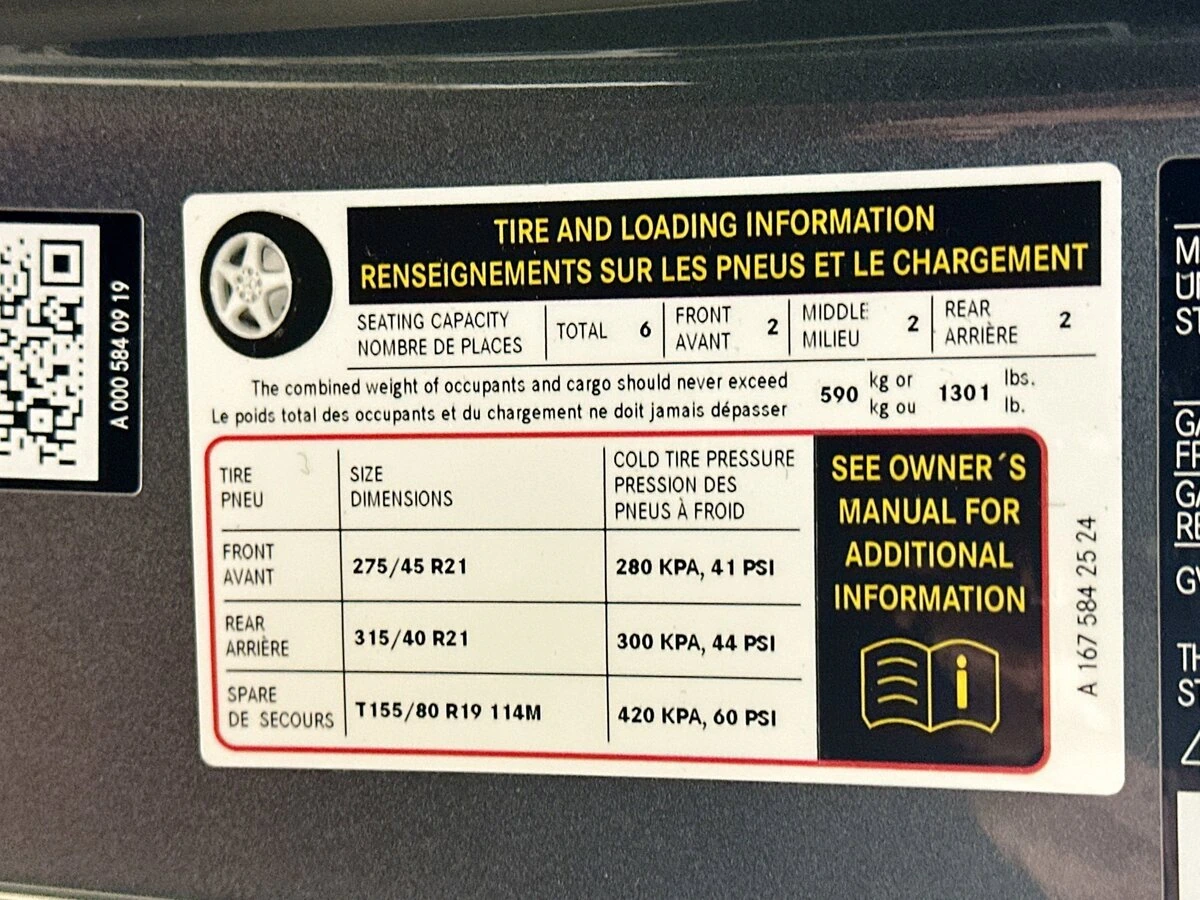 TIRE AND LOADING INFORMATION
RENSEIGNEMENTS SUR LES PNEUS ET LE CHARGEMENT
SEATING CAPACITY
NOMBRE DE PLACES
TOTAL 6
FRONT
AVANT
2
MIDDLE
MILIEU
2
REAR
ARRIÈRE
2
The combined weight of occupants and cargo should never exceed
Le poids total des occupants et du chargement ne doit jamais dépasser
590
kg or
kg ou
1301
lbs.
lb.
TIRE
PNEU
SIZE
DIMENSIONS
COLD TIRE PRESSURE
PRESSION DES
PNEUS À FROID
FRONT
AVANT
275/45 R21
280 KPA, 41 PSI
REAR
ARRIÈRE
315/40 R21
300 KPA, 44 PSI
SPARE
DE SECOURS
T155/80 R19 114M
420 KPA, 60 PSI
SEE OWNER´S
MANUAL FOR
ADDITIONAL
INFORMATION
A 167 584 25 24
A 000 584 09 19